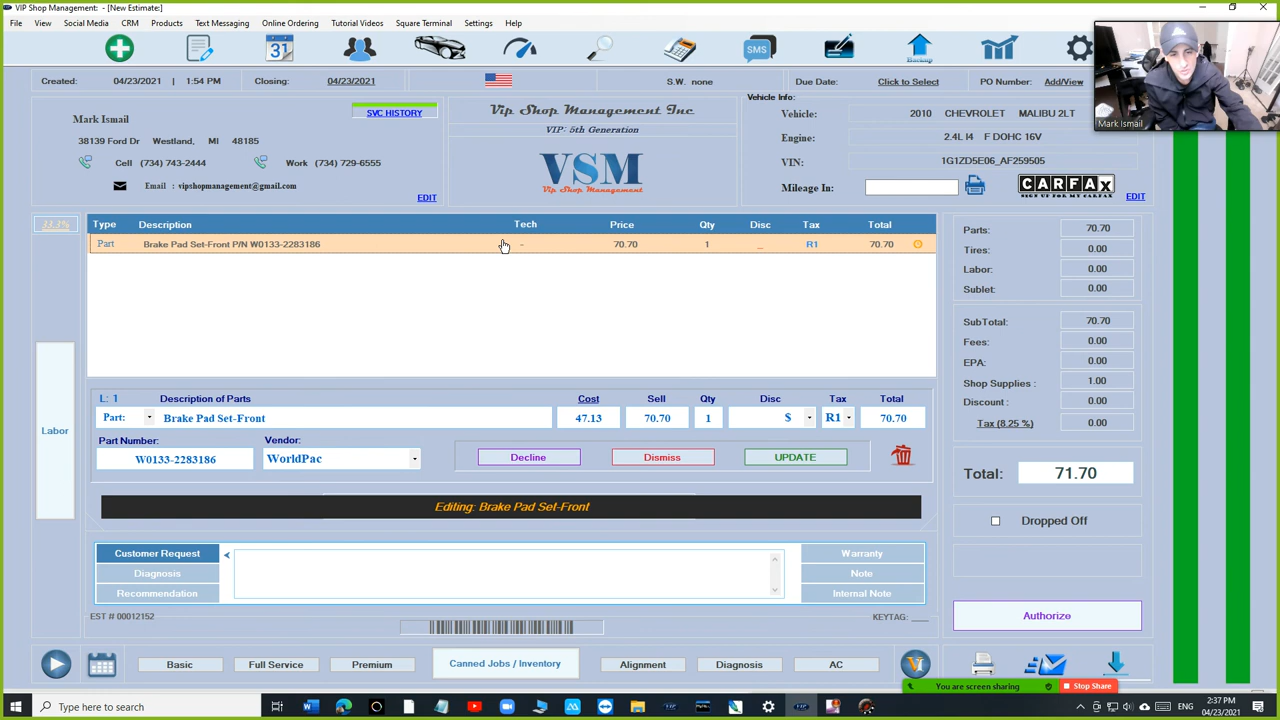 VIP Shop Management: - [New Estimate:]
File View Social Media CRM Products Text Messaging Online Ordering Tutorial Videos Square Terminal Settings Help
31 SMS Backup
Created: 04/23/2021 | 1:54 PM Closing: 04/23/2021 S.W. none Due Date: Click to Select PO Number: Add/View
Mark Ismail
Mark Ismail
SVC HISTORY
38139 Ford Dr Westland, MI 48185
Cell (734) 743-2444 Work (734) 729-6555
Email : vipshopmanagement@gmail.com
EDIT
Vip Shop Management Inc
VIP: 5th Generation
VSM
Vip Shop Management
Vehicle Info:
Vehicle: 2010 CHEVROLET MALIBU 2LT
Engine: 2.4L I4 F DOHC 16V
VIN: 1G1ZD5E06_AF259505
Mileage In:
CARFAX
SIGN UP FOR MY CARFAX
EDIT
33.3%
Type Description Tech Price Qty Disc Tax Total
Part Brake Pad Set-Front P/N W0133-2283186 - 70.70 1 _ R1 70.70
Parts: 70.70
Tires: 0.00
Labor: 0.00
Sublet: 0.00
SubTotal: 70.70
Fees: 0.00
EPA: 0.00
Shop Supplies : 1.00
Discount : 0.00
Tax (8.25 %) 0.00
Total: 71.70
Dropped Off
Authorize
Labor
L: 1 Description of Parts Cost Sell Qty Disc Tax Total
Part: Brake Pad Set-Front 47.13 70.70 1 $ R1 70.70
Part Number: Vendor:
W0133-2283186 WorldPac Decline Dismiss UPDATE
Editing: Brake Pad Set-Front
Customer Request < Warranty
Diagnosis Note
Recommendation Internal Note
EST # 00012152 KEYTAG: ___
Basic Full Service Premium Canned Jobs / Inventory Alignment Diagnosis AC
You are screen sharing Stop Share
Type here to search
ENG
2:37 PM
04/23/2021